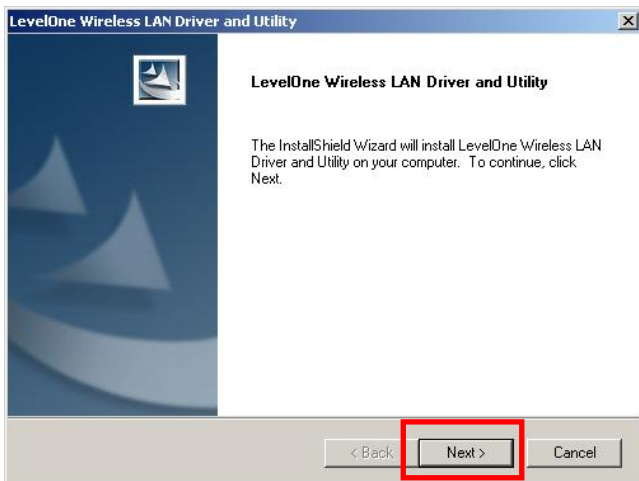 LevelOne Wireless LAN Driver and Utility
LevelOne Wireless LAN Driver and Utility
The InstallShield Wizard will install LevelOne Wireless LAN
Driver and Utility on your computer. To continue, click
Next.
< Back Next > Cancel